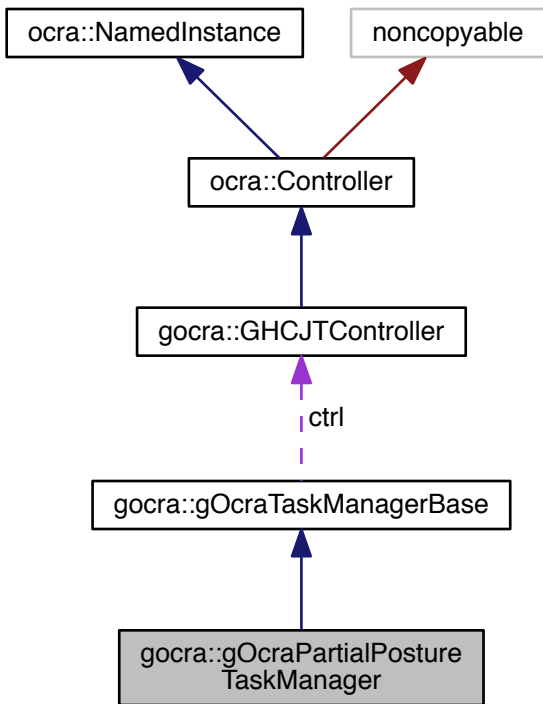 ocra::NamedInstance
noncopyable
ocra::Controller
gocra::GHCJTController
ctrl
gocra::gOcraTaskManagerBase
gocra::gOcraPartialPosture
TaskManager